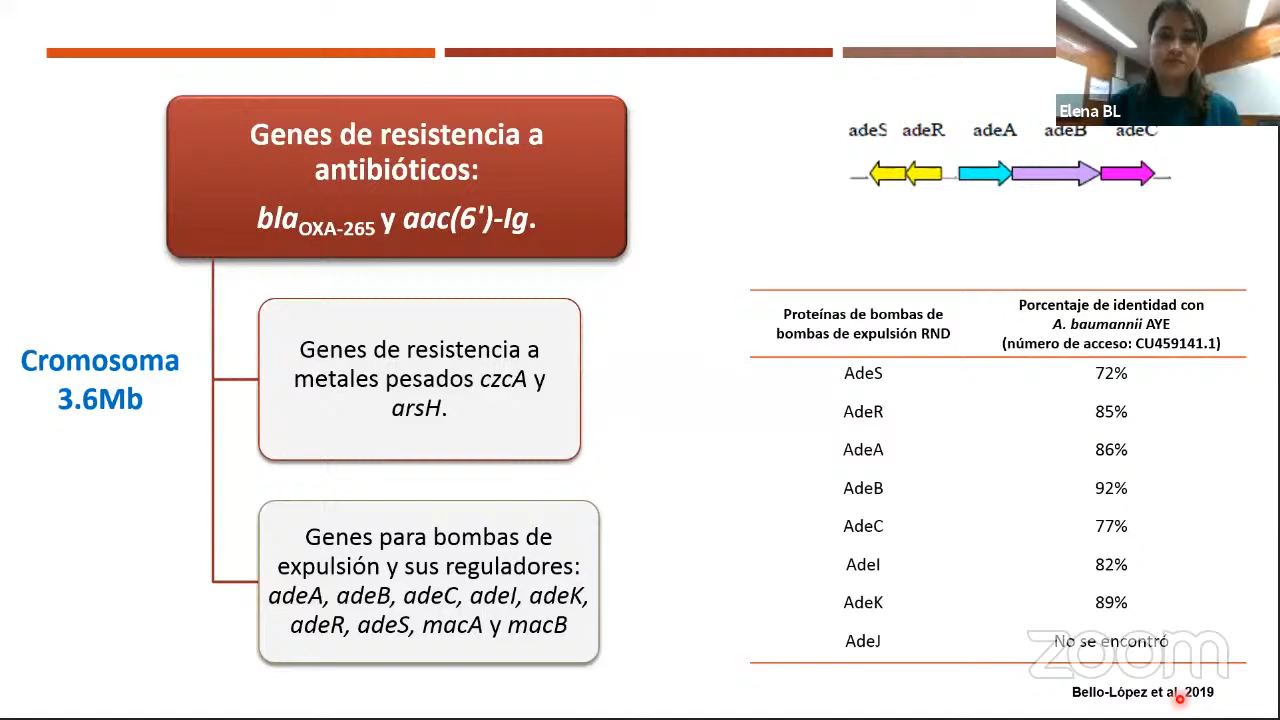 Genes de resistencia a
antibióticos:
bla OXA-265 y aac(6')-Ig.
Cromosoma
3.6Mb
Genes de resistencia a
metales pesados czcA y
arsH.
Genes para bombas de
expulsión y sus reguladores:
adeA, adeB, adeC, adeI, adeK,
adeR, adeS, macA y macB
Elena BL
adeS adeR adeA adeB adeC
Proteínas de bombas de
bombas de expulsión RND
Porcentaje de identidad con
A. baumannii AYE
(número de acceso: CU459141.1)
AdeS 72%
AdeR 85%
AdeA 86%
AdeB 92%
AdeC 77%
AdeI 82%
AdeK 89%
AdeJ No se encontró
zoom
Bello-López et al, 2019